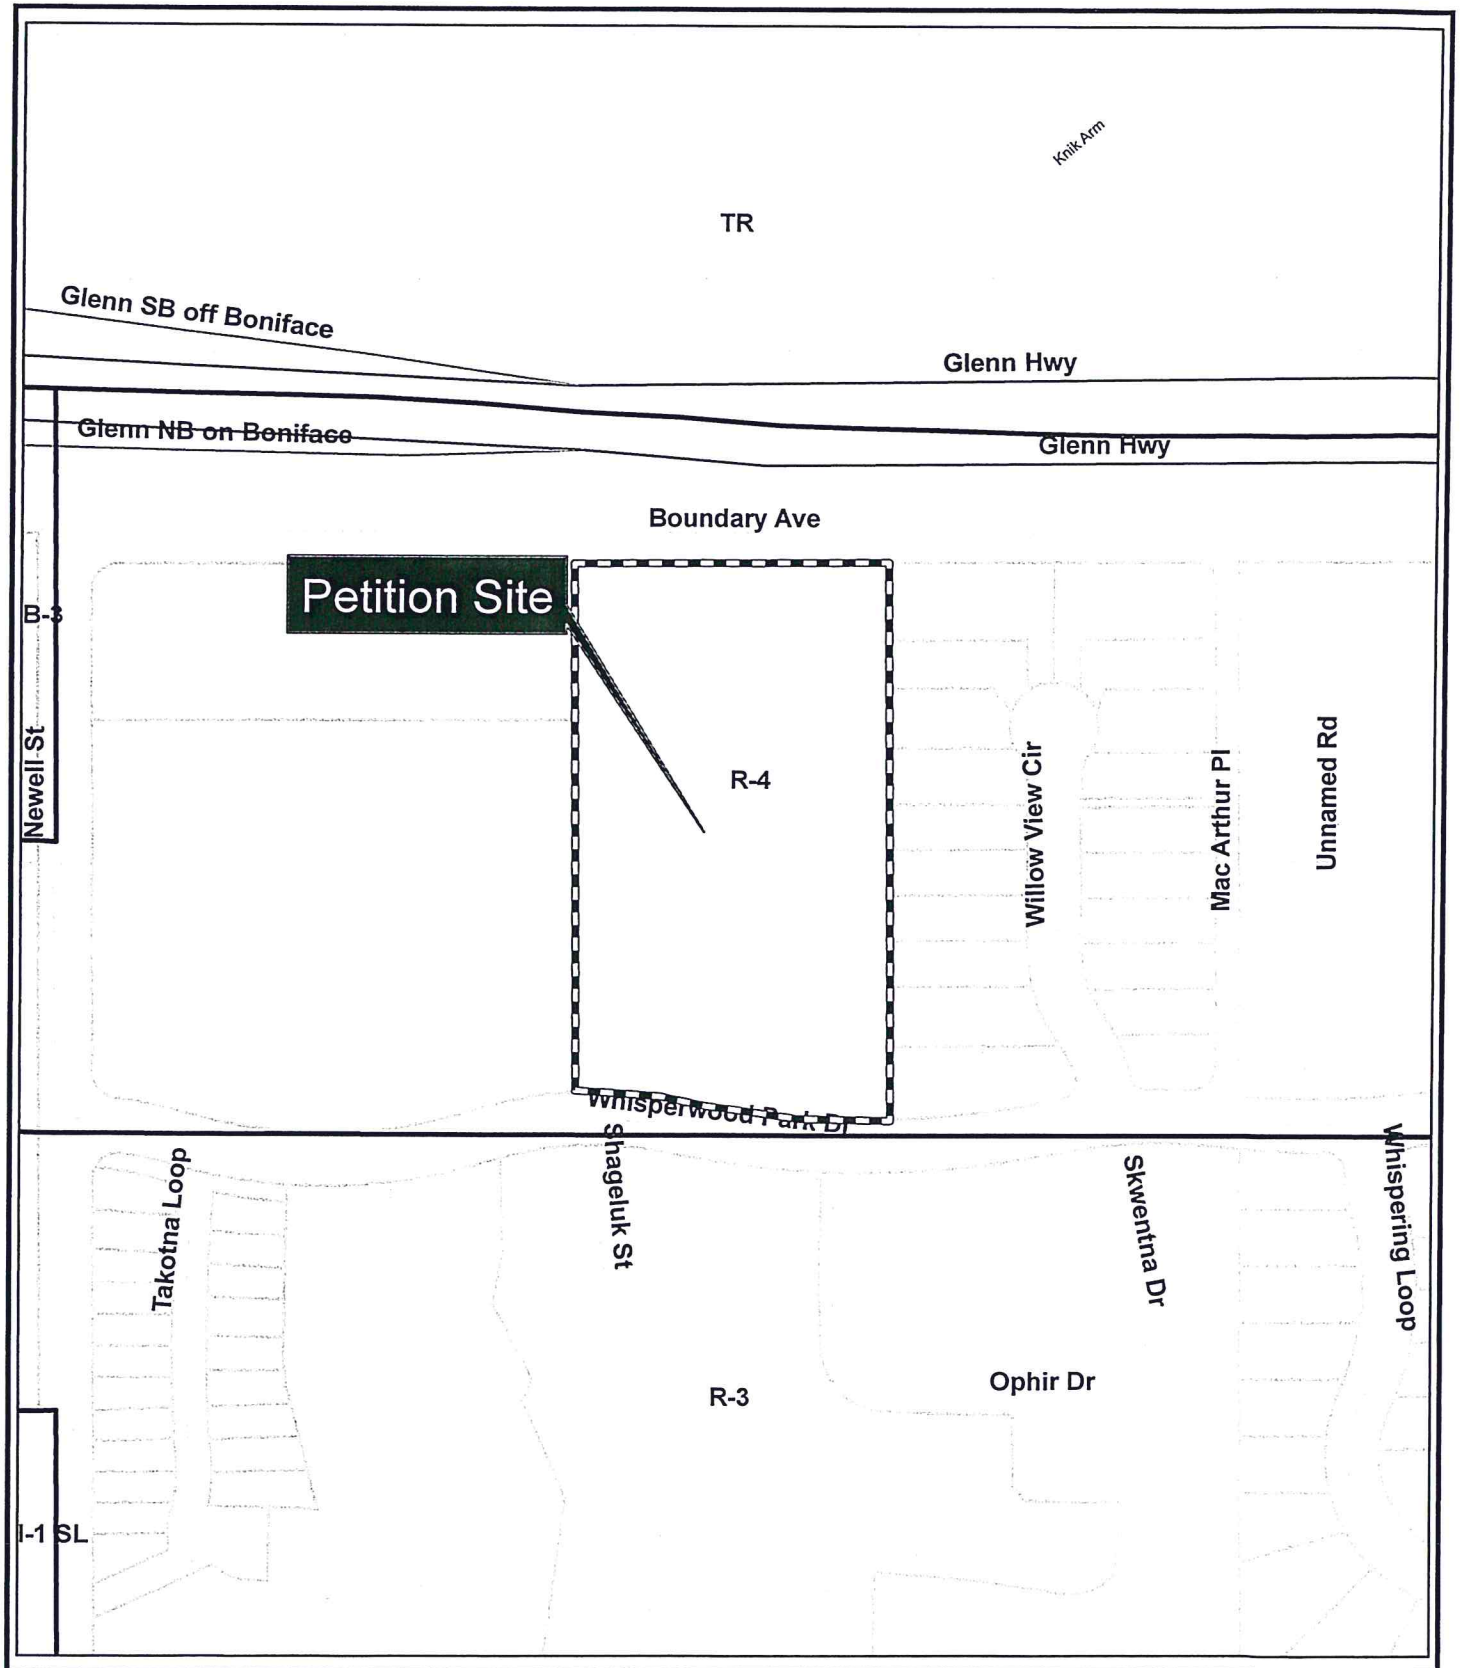 Knik Arm
TR
Glenn SB off Boniface
Glenn Hwy
Glenn NB on Boniface
Glenn Hwy
Boundary Ave
Petition Site
B-3
R-4
Newell St
Willow View Cir
Mac Arthur Pl
Unnamed Rd
Whisperwood Park Dr
Shageluk St
Takotna Loop
Skwentna Dr
Whispering Loop
Ophir Dr
R-3
I-1 SL